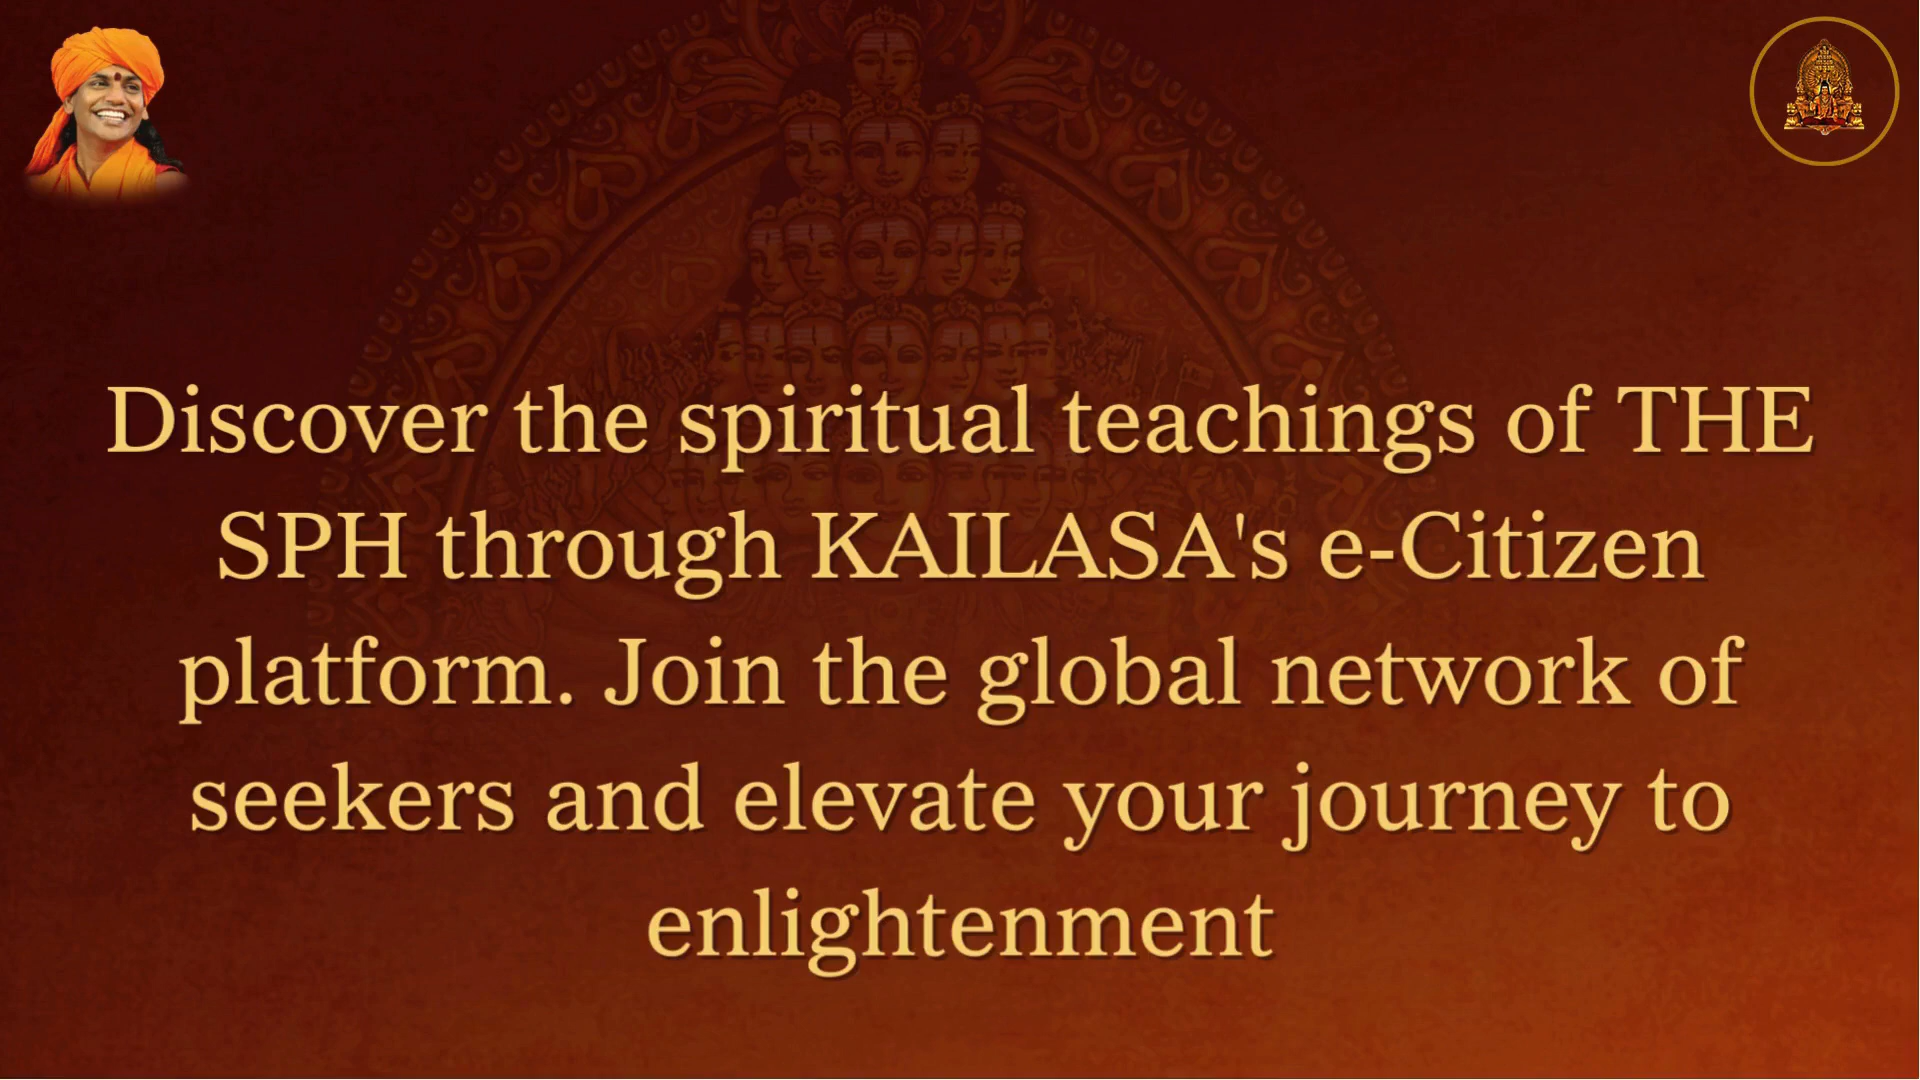 Discover the spiritual teachings of THE
SPH through KAILASA's e-Citizen
platform. Join the global network of
seekers and elevate your journey to
enlightenment